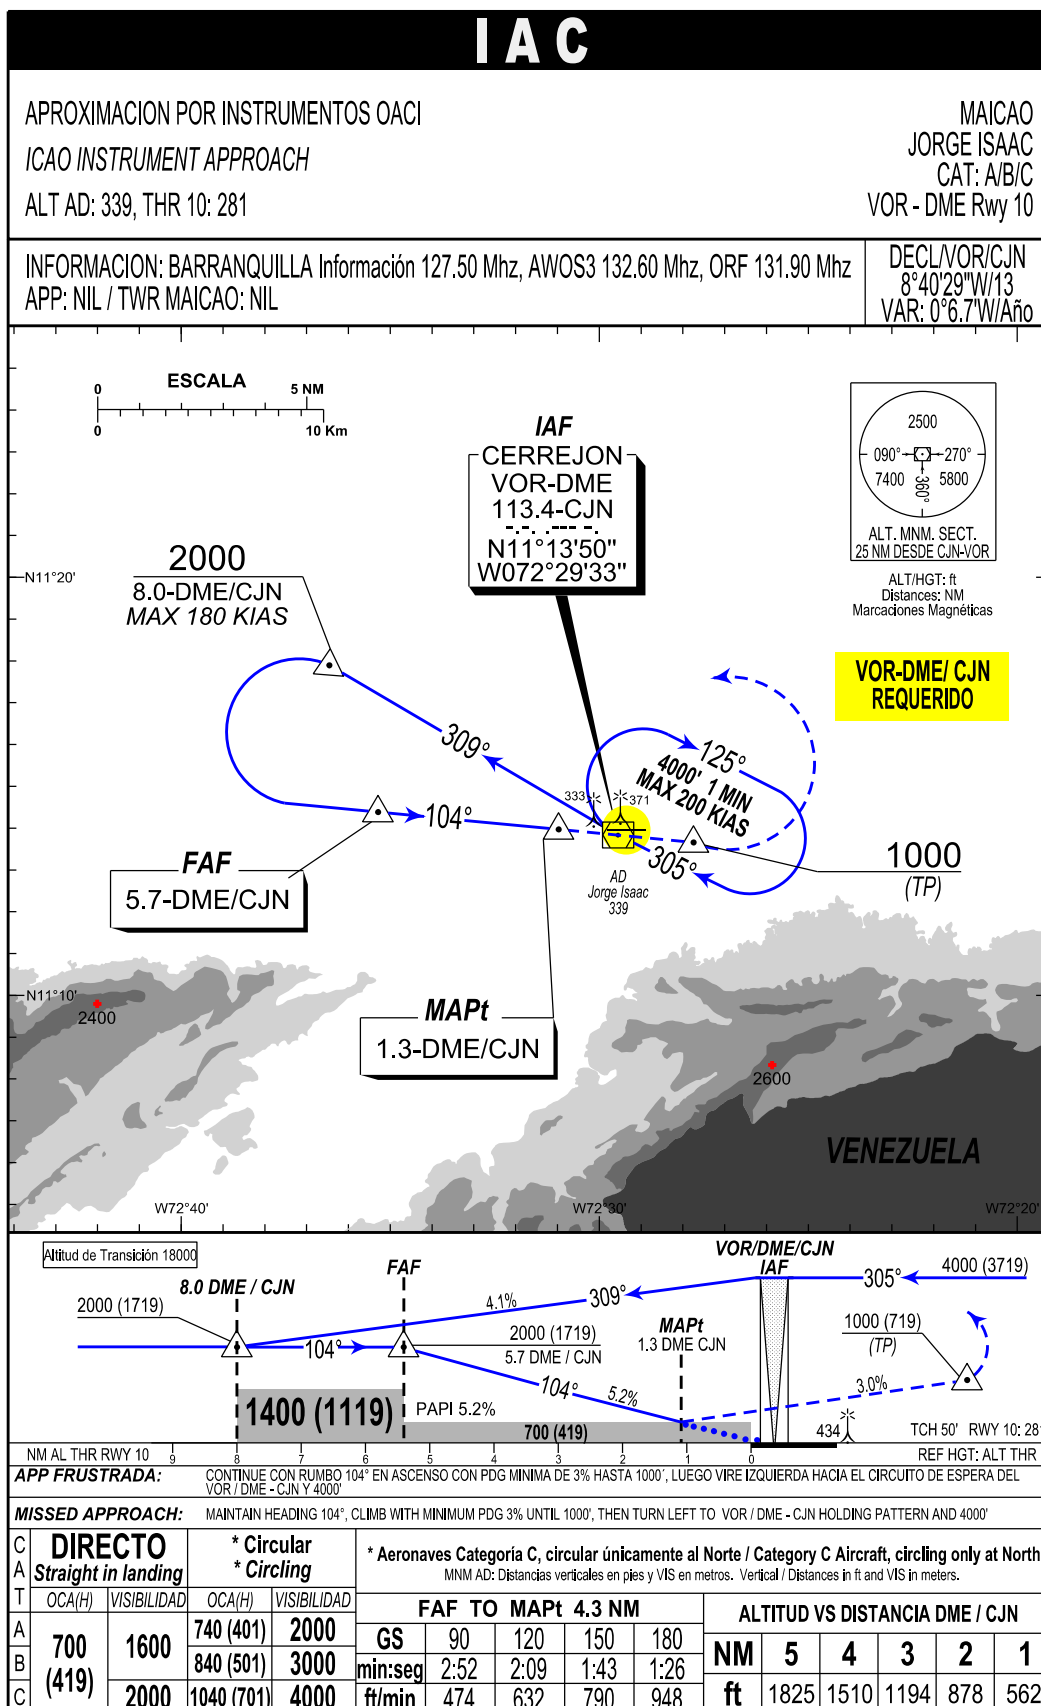 IAC
APROXIMACION POR INSTRUMENTOS OACI
ICAO INSTRUMENT APPROACH
ALT AD: 339, THR 10: 281
MAICAO
JORGE ISAAC
CAT: A/B/C
VOR - DME Rwy 10
INFORMACION: BARRANQUILLA Información 127.50 Mhz, AWOS3 132.60 Mhz, ORF 131.90 Mhz
APP: NIL / TWR MAICAO: NIL
DECL/VOR/CJN
8°40'29"W/13
VAR: 0°6.7'W/Año
ESCALA
0 5 NM
0 10 Km
IAF
CERREJON
VOR-DME
113.4-CJN
-.-. .--- -.
N11°13'50"
W072°29'33"
2500
090° 270°
7400 5800
360°
ALT. MNM. SECT.
25 NM DESDE CJN-VOR
ALT/HGT: ft
Distances: NM
Marcaciones Magnéticas
VOR-DME/ CJN
REQUERIDO
N11°20'
2000
8.0-DME/CJN
MAX 180 KIAS
309°
125°
4000' 1 MIN
MAX 200 KIAS
333
371
104°
305°
1000
(TP)
AD
Jorge Isaac
339
FAF
5.7-DME/CJN
MAPt
1.3-DME/CJN
N11°10'
2400
2600
VENEZUELA
W72°40'
W72°30'
W72°20'
Altitud de Transición 18000
8.0 DME / CJN
FAF
VOR/DME/CJN
IAF
2000 (1719)
4.1%
309°
305°
4000 (3719)
104°
2000 (1719)
5.7 DME / CJN
MAPt
1.3 DME CJN
1000 (719)
(TP)
104°
5.2%
3.0%
1400 (1119)
PAPI 5.2%
700 (419)
434
TCH 50' RWY 10: 28
NM AL THR RWY 10
9 8 7 6 5 4 3 2 1 0
REF HGT: ALT THR
APP FRUSTRADA: CONTINUE CON RUMBO 104° EN ASCENSO CON PDG MINIMA DE 3% HASTA 1000', LUEGO VIRE IZQUIERDA HACIA EL CIRCUITO DE ESPERA DEL
VOR / DME - CJN Y 4000'
MISSED APPROACH: MAINTAIN HEADING 104°, CLIMB WITH MINIMUM PDG 3% UNTIL 1000', THEN TURN LEFT TO VOR / DME - CJN HOLDING PATTERN AND 4000'
CAT
DIRECTO
Straight in landing
* Circular
* Circling
* Aeronaves Categoría C, circular únicamente al Norte / Category C Aircraft, circling only at North
MNM AD: Distancias verticales en pies y VIS en metros. Vertical / Distances in ft and VIS in meters.
OCA(H) VISIBILIDAD OCA(H) VISIBILIDAD
A 700 (419) 1600 740 (401) 2000
B 840 (501) 3000
C 2000 1040 (701) 4000
FAF TO MAPt 4.3 NM
GS 90 120 150 180
min:seg 2:52 2:09 1:43 1:26
ft/min 474 632 790 948
ALTITUD VS DISTANCIA DME / CJN
NM 5 4 3 2 1
ft 1825 1510 1194 878 562